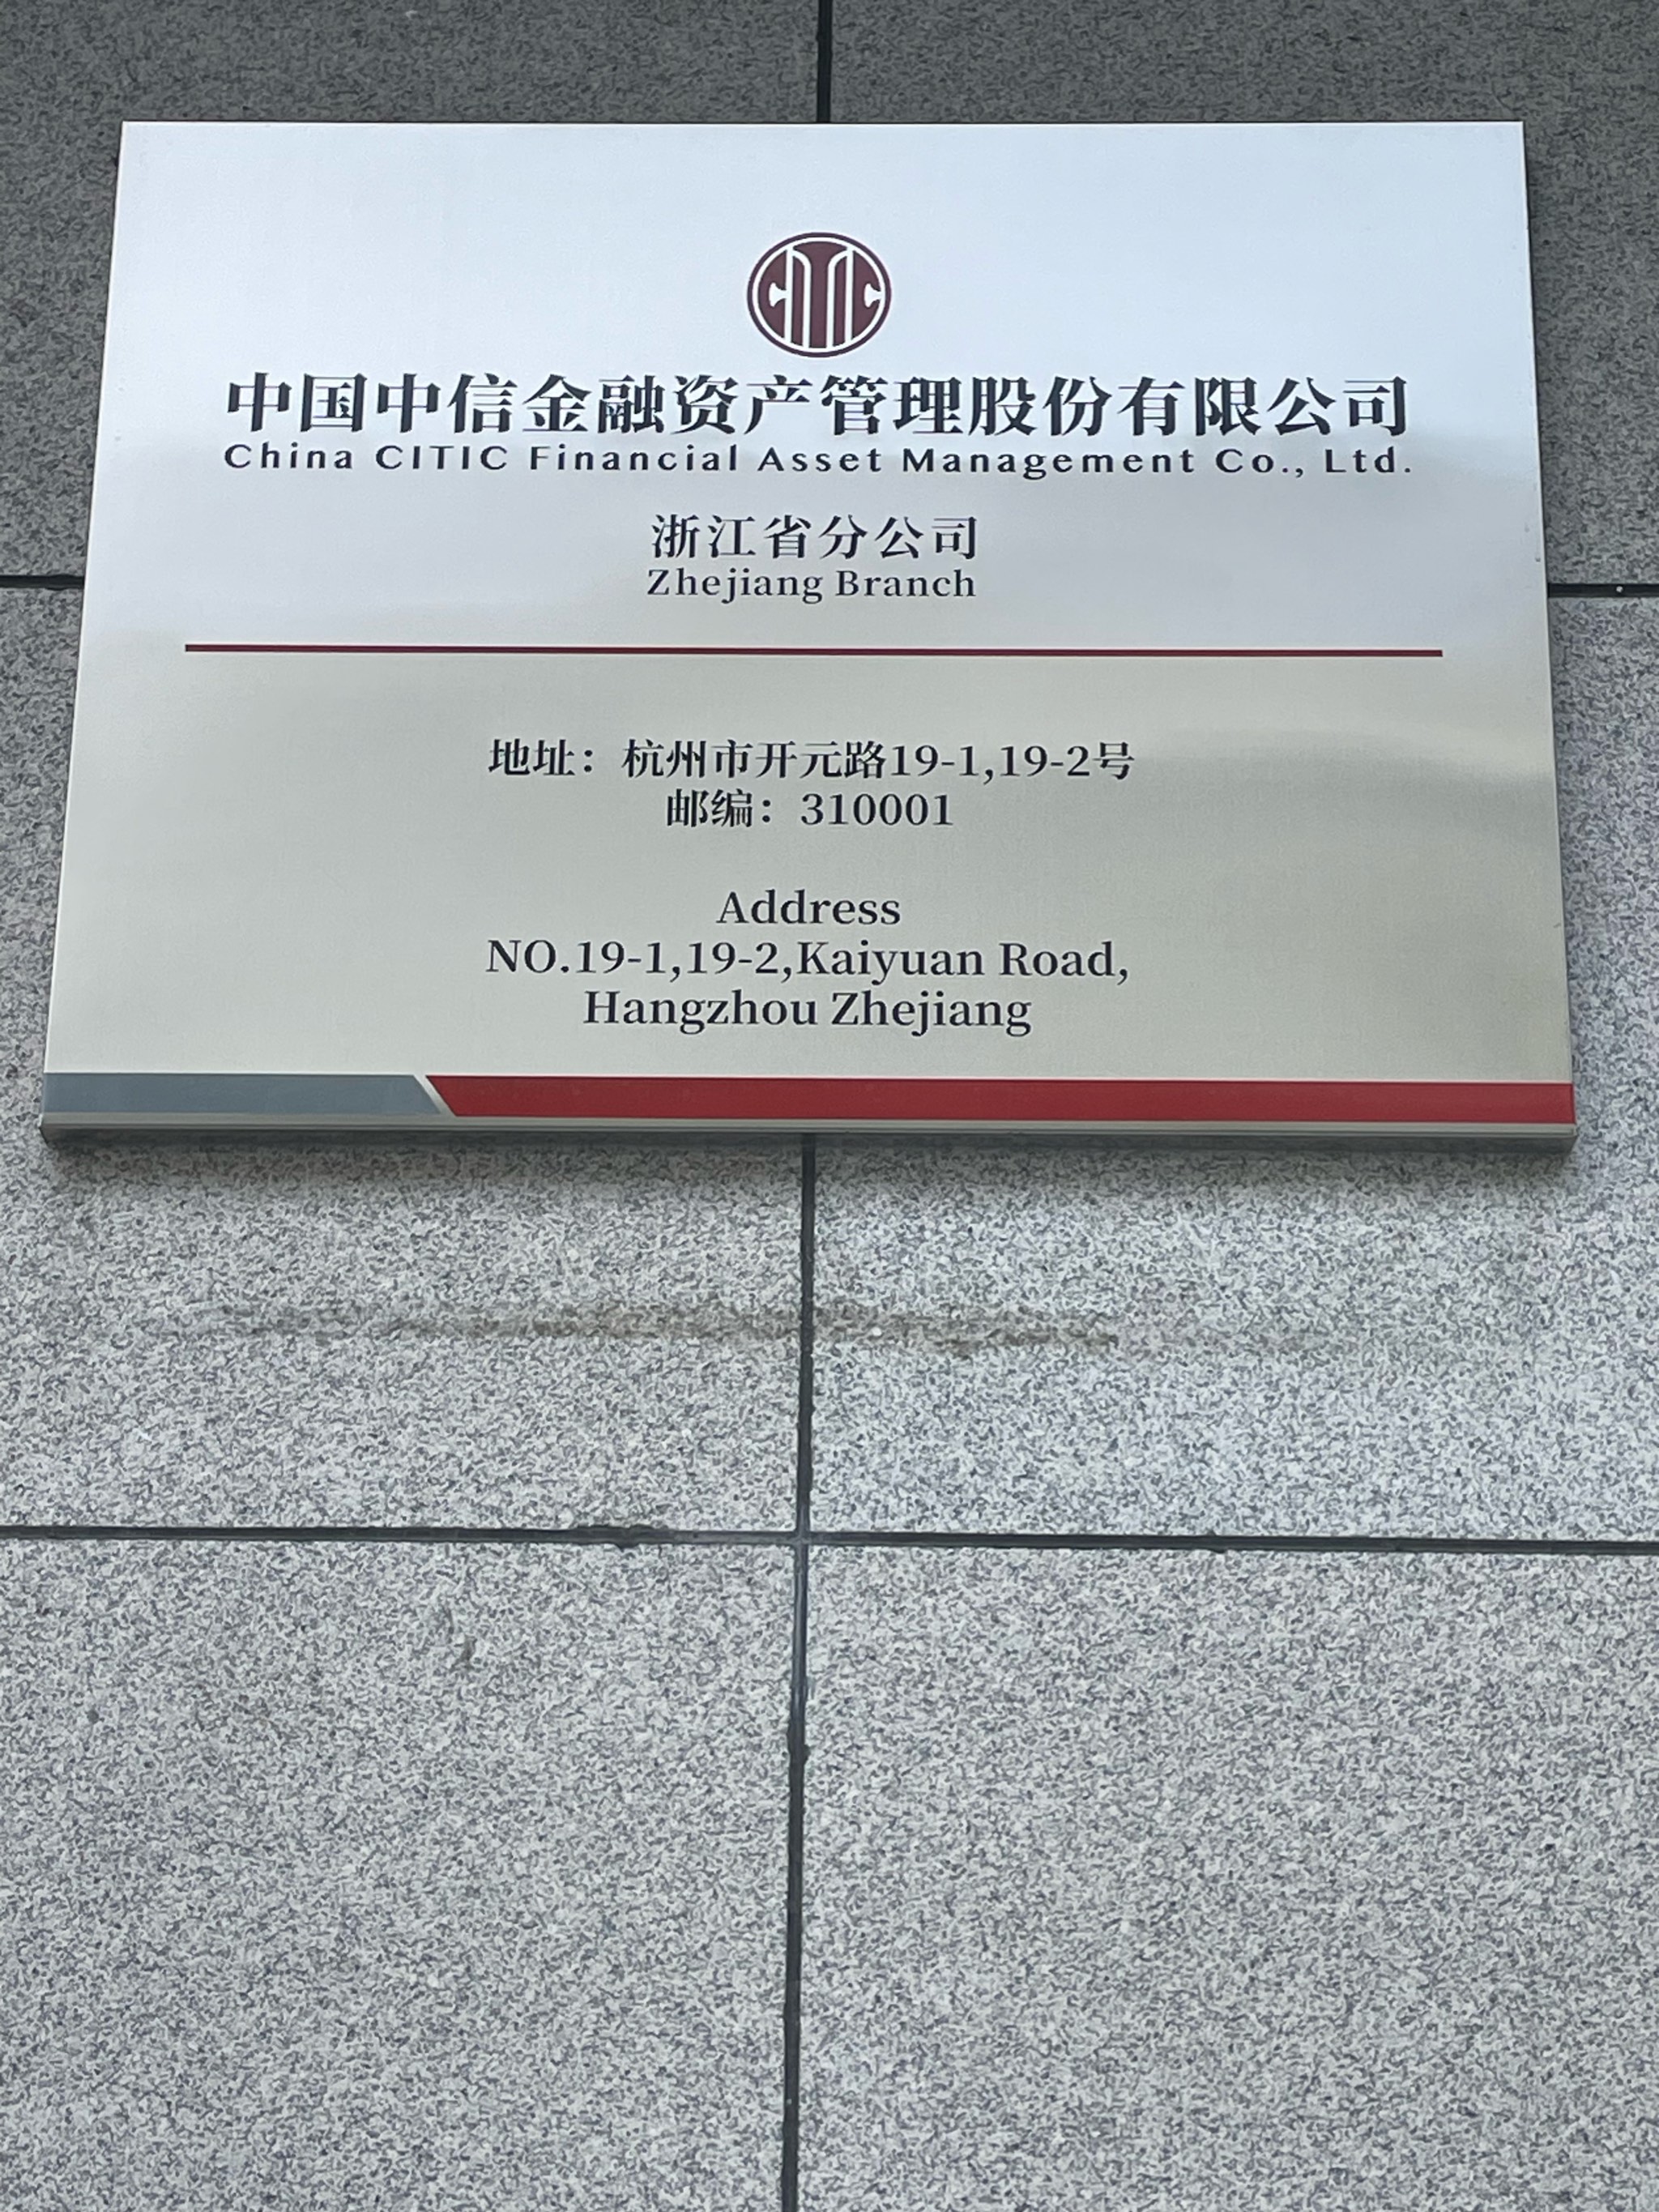 CITIC
中国中信金融资产管理股份有限公司
China CITIC Financial Asset Management Co., Ltd.
浙江省分公司
Zhejiang Branch
地址：杭州市开元路19-1,19-2号
邮编：310001
Address
NO.19-1,19-2,Kaiyuan Road,
Hangzhou Zhejiang